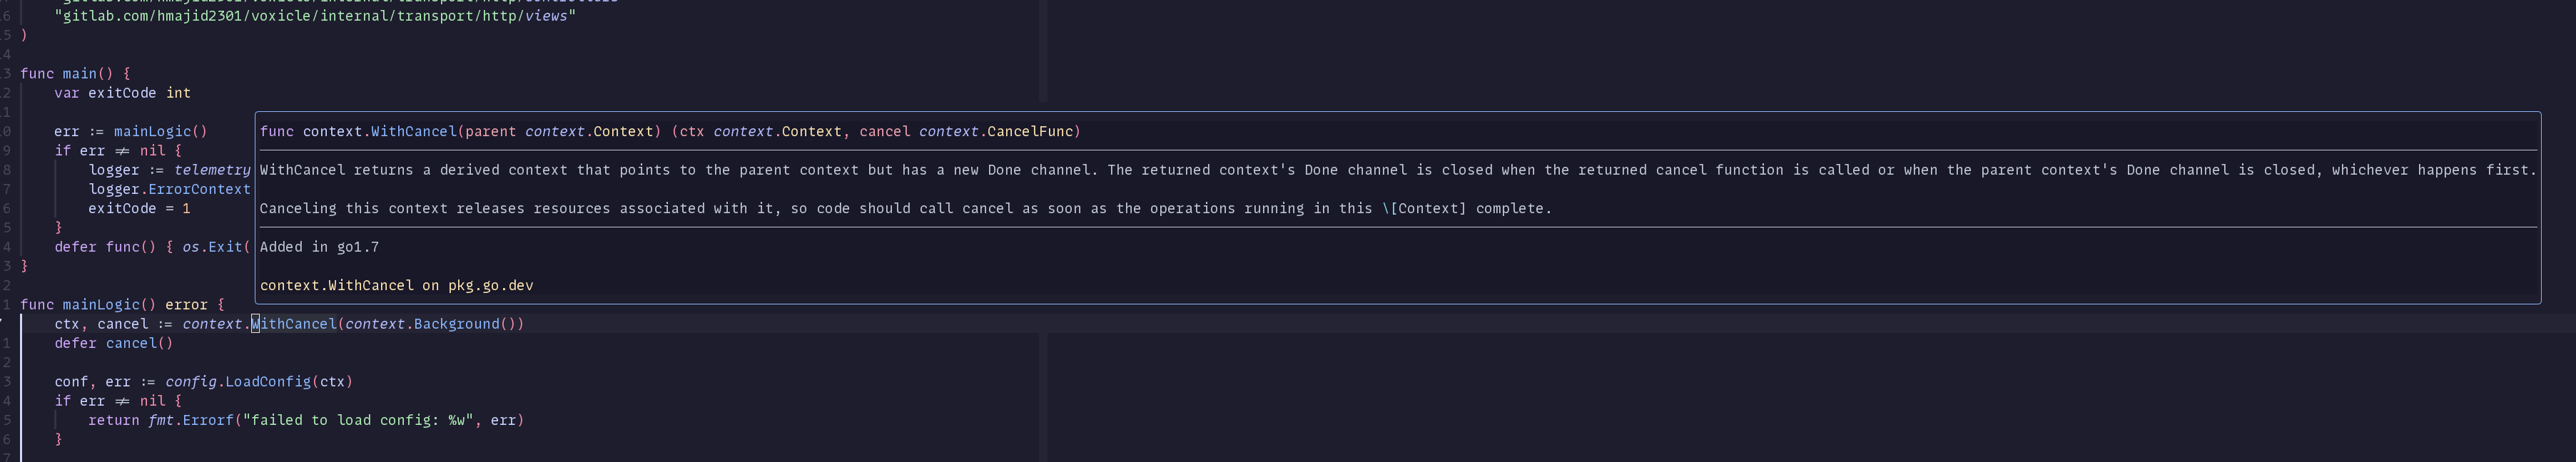 16 "gitlab.com/hmajid2301/voxicle/internal/transport/http/views"
15 )
14
13 func main() {
12 var exitCode int
11
10 err := mainLogic()
9 if err ≠ nil {
8 logger := telemetry
7 logger.ErrorContext
6 exitCode = 1
5 }
4 defer func() { os.Exit(
3 }
2
1 func mainLogic() error {
ctx, cancel := context.WithCancel(context.Background())
1 defer cancel()
2
3 conf, err := config.LoadConfig(ctx)
4 if err ≠ nil {
5 return fmt.Errorf("failed to load config: %w", err)
6 }
7
func context.WithCancel(parent context.Context) (ctx context.Context, cancel context.CancelFunc)
WithCancel returns a derived context that points to the parent context but has a new Done channel. The returned context's Done channel is closed when the returned cancel function is called or when the parent context's Done channel is closed, whichever happens first.
Canceling this context releases resources associated with it, so code should call cancel as soon as the operations running in this \[Context] complete.
Added in go1.7
context.WithCancel on pkg.go.dev